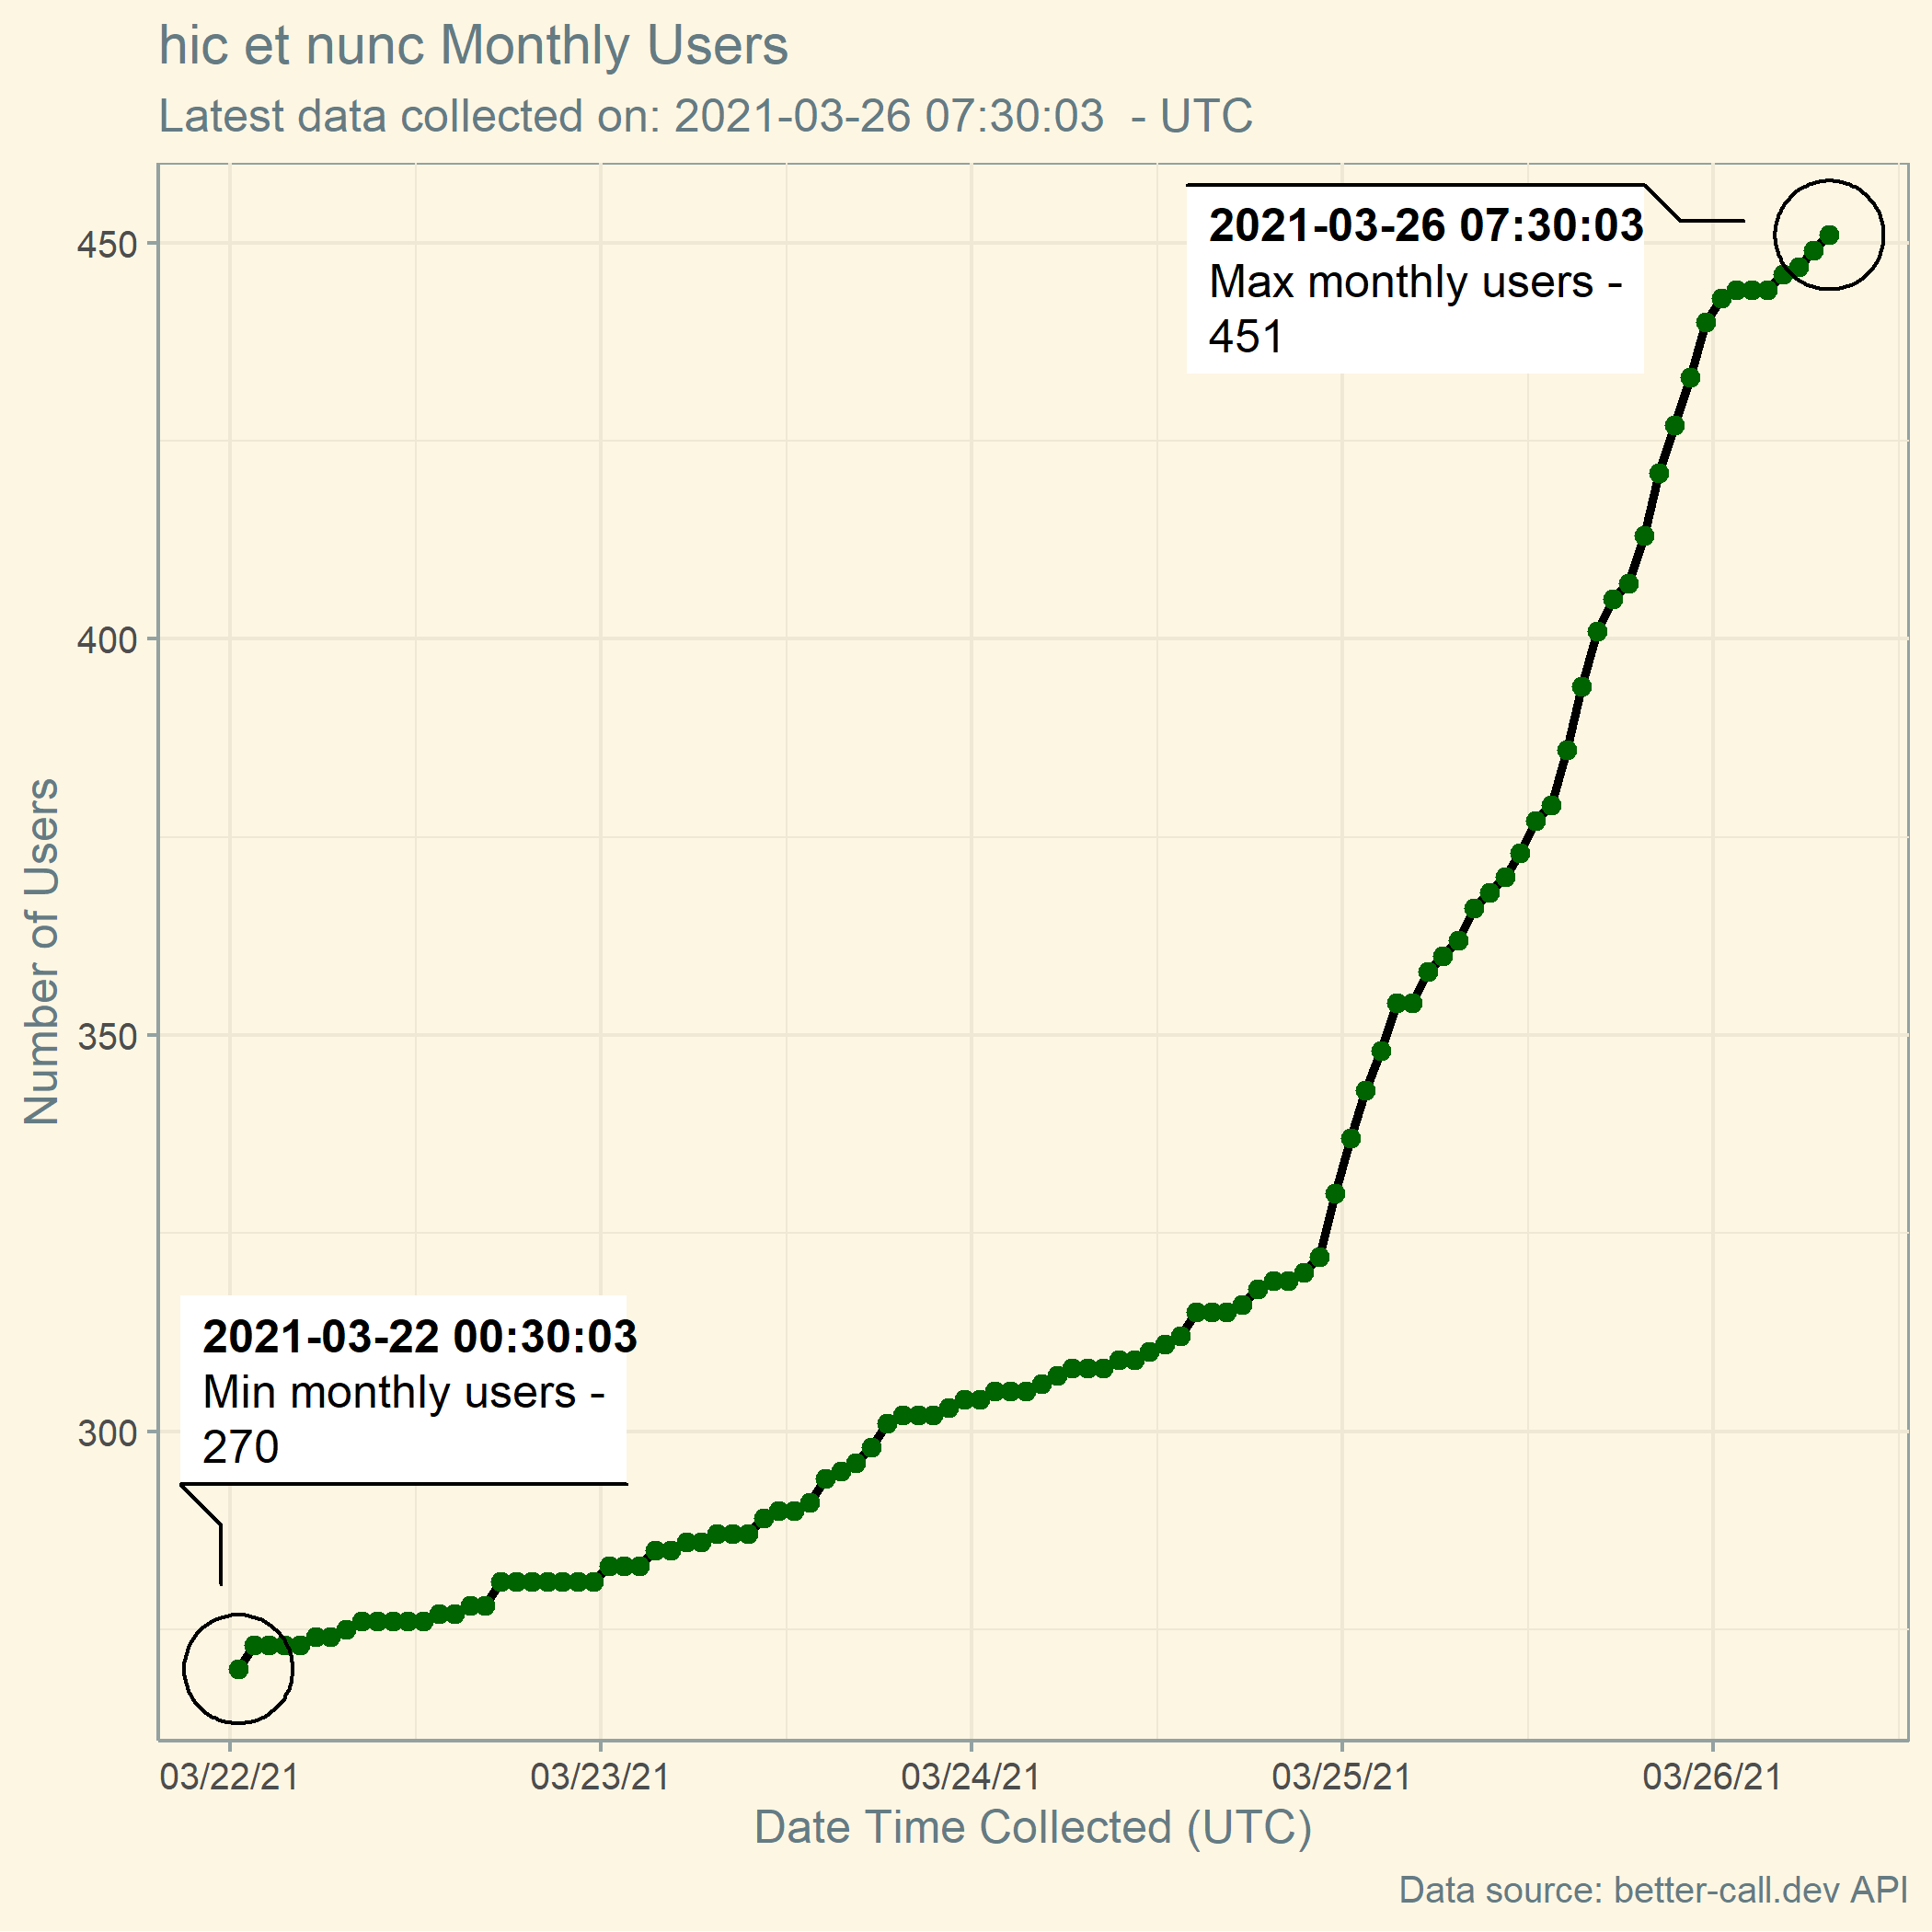 hic et nunc Monthly Users
Latest data collected on: 2021-03-26 07:30:03  - UTC
2021-03-26 07:30:03
Max monthly users -
451
450
400
350
300
Number of Users
2021-03-22 00:30:03
Min monthly users -
270
03/22/21 03/23/21 03/24/21 03/25/21 03/26/21
Date Time Collected (UTC)
Data source: better-call.dev API